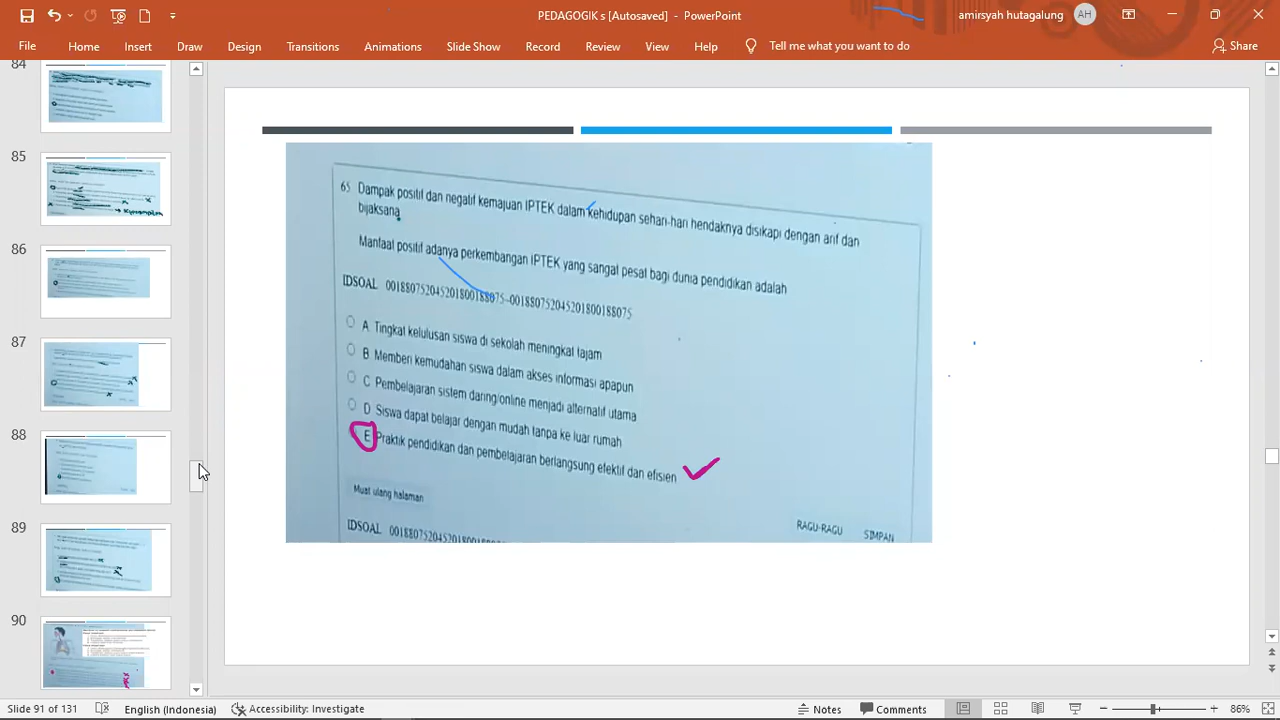 PEDAGOGIK s [Autosaved] - PowerPoint
amirsyah hutagalung
AH
File
Home
Insert
Draw
Design
Transitions
Animations
Slide Show
Record
Review
View
Help
Tell me what you want to do
Share
84
85
86
87
88
89
90
65 Dampak positif dan negatif kemajuan IPTEK dalam kehidupan sehari-hari hendaknya disikapi dengan arif dan
bijaksana
Manfaat positif adanya perkembangan IPTEK yang sangat pesat bagi dunia pendidikan adalah
IDSOAL 001880752045201800188075-001880752045201800188075
A Tingkat kelulusan siswa di sekolah meningkat tajam
B Memberi kemudahan siswa dalam akses informasi apapun
C Pembelajaran sistem daring/online menjadi alternatif utama
D Siswa dapat belajar dengan mudah tanpa ke luar rumah
E Praktik pendidikan dan pembelajaran berlangsung efektif dan efisien
Muat ulang halaman
RAGU-RAGU
SIMPAN
IDSOAL
Slide 91 of 131
English (Indonesia)
Accessibility: Investigate
Notes
Comments
86%